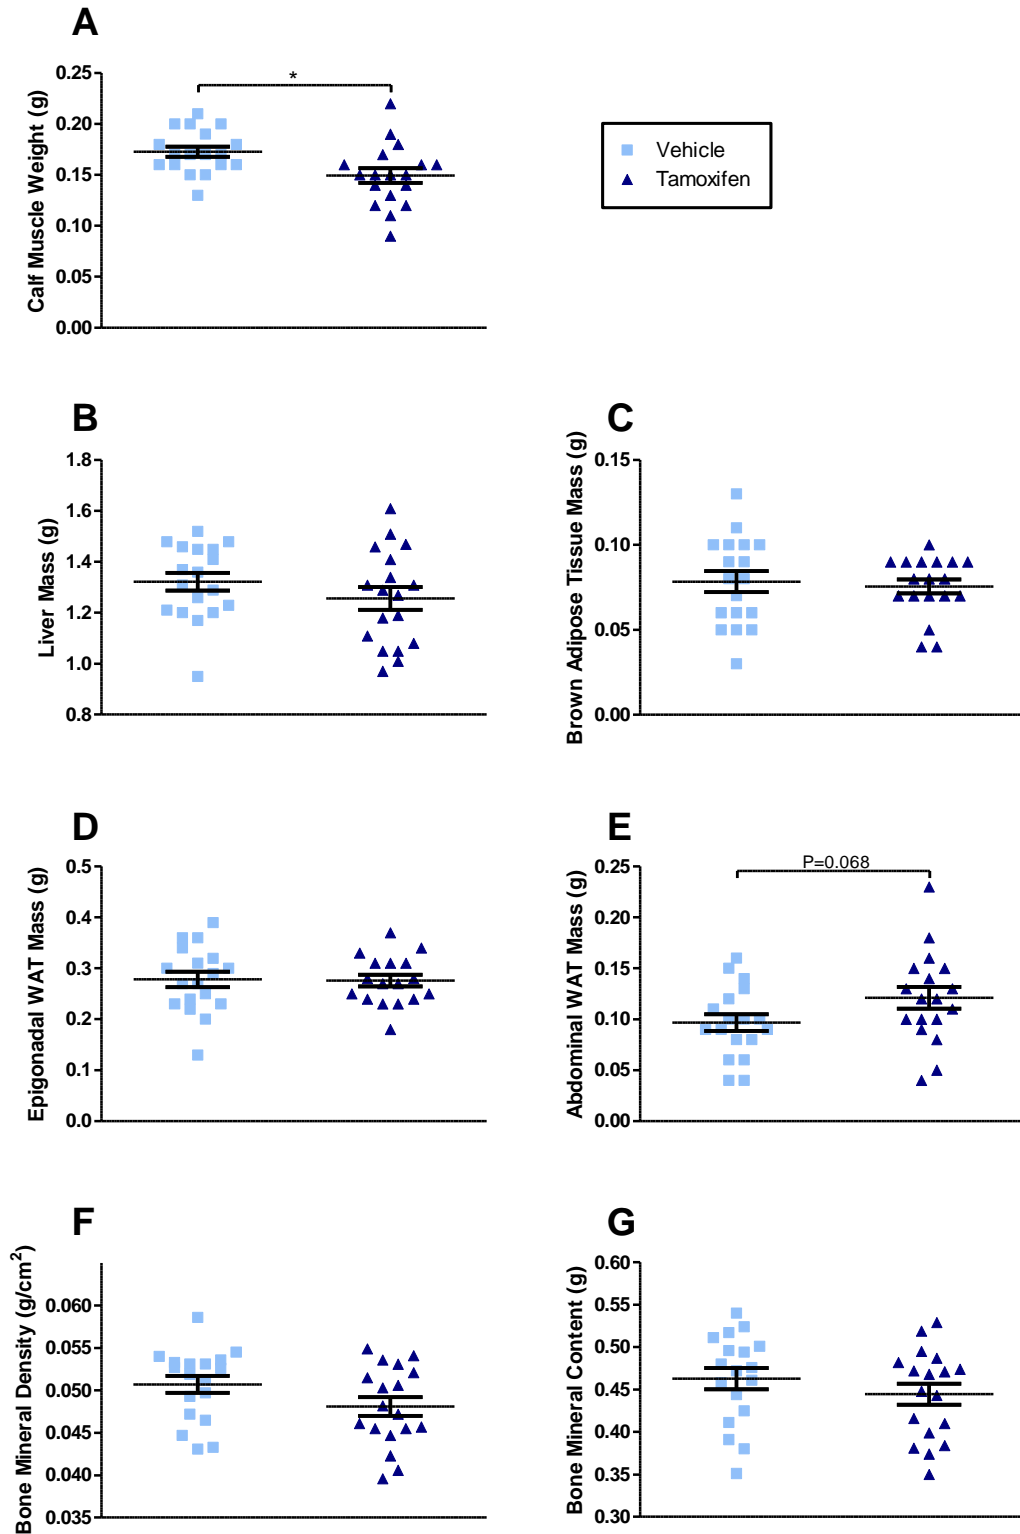 A
Calf Muscle Weight (g)
0.25
0.20
0.15
0.10
0.05
0.00
*
Vehicle
Tamoxifen
B
Liver Mass (g)
1.8
1.6
1.4
1.2
1.0
0.8
C
Brown Adipose Tissue Mass (g)
0.15
0.10
0.05
0.00
D
Epigonadal WAT Mass (g)
0.5
0.4
0.3
0.2
0.1
0.0
E
Abdominal WAT Mass (g)
0.25
0.20
0.15
0.10
0.05
0.00
P=0.068
F
Bone Mineral Density (g/cm²)
0.060
0.055
0.050
0.045
0.040
0.035
G
Bone Mineral Content (g)
0.60
0.55
0.50
0.45
0.40
0.35
0.30